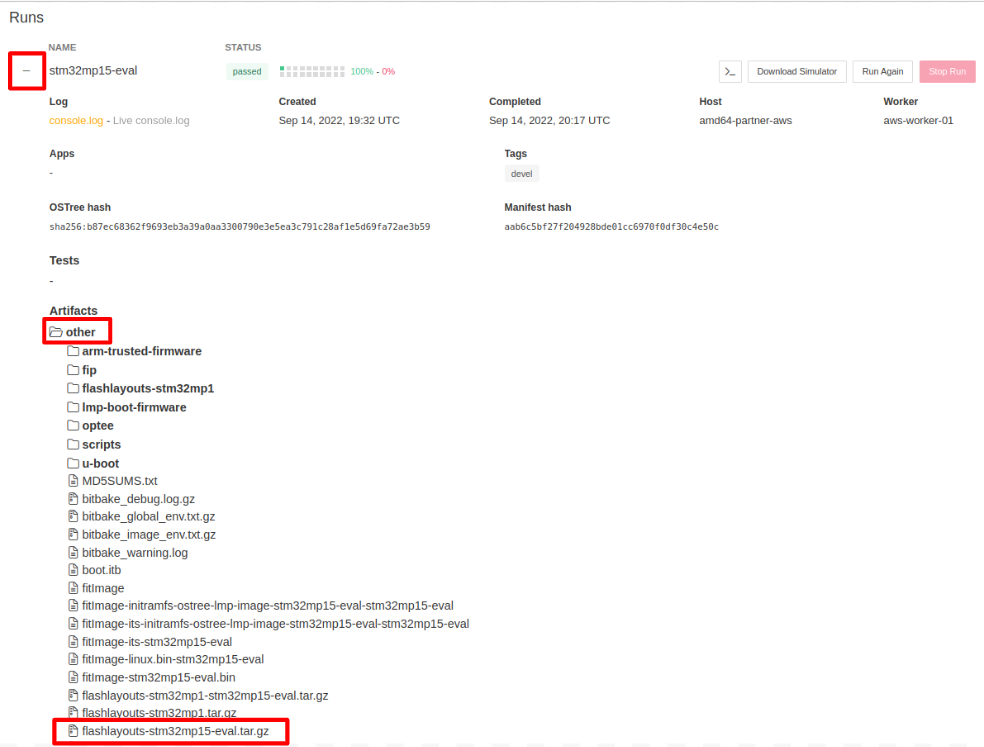 Runs
NAME STATUS
– stm32mp15-eval passed 100% - 0% >_ Download Simulator Run Again Stop Run
Log Created Completed Host Worker
console.log - Live console.log Sep 14, 2022, 19:32 UTC Sep 14, 2022, 20:17 UTC amd64-partner-aws aws-worker-01
Apps Tags
- devel
OSTree hash Manifest hash
sha256:b87ec68362f9693eb3a39a0aa3300790e3e5ea3c791c28af1e5d69fa72ae3b59 aab6c5bf27f204928bde01cc6970f0df30c4e50c
Tests
-
Artifacts
other
arm-trusted-firmware
fip
flashlayouts-stm32mp1
lmp-boot-firmware
optee
scripts
u-boot
MD5SUMS.txt
bitbake_debug.log.gz
bitbake_global_env.txt.gz
bitbake_image_env.txt.gz
bitbake_warning.log
boot.itb
fitImage
fitImage-initramfs-ostree-lmp-image-stm32mp15-eval-stm32mp15-eval
fitImage-its-initramfs-ostree-lmp-image-stm32mp15-eval-stm32mp15-eval
fitImage-its-stm32mp15-eval
fitImage-linux.bin-stm32mp15-eval
fitImage-stm32mp15-eval.bin
flashlayouts-stm32mp1-stm32mp15-eval.tar.gz
flashlayouts-stm32mp1.tar.gz
flashlayouts-stm32mp15-eval.tar.gz